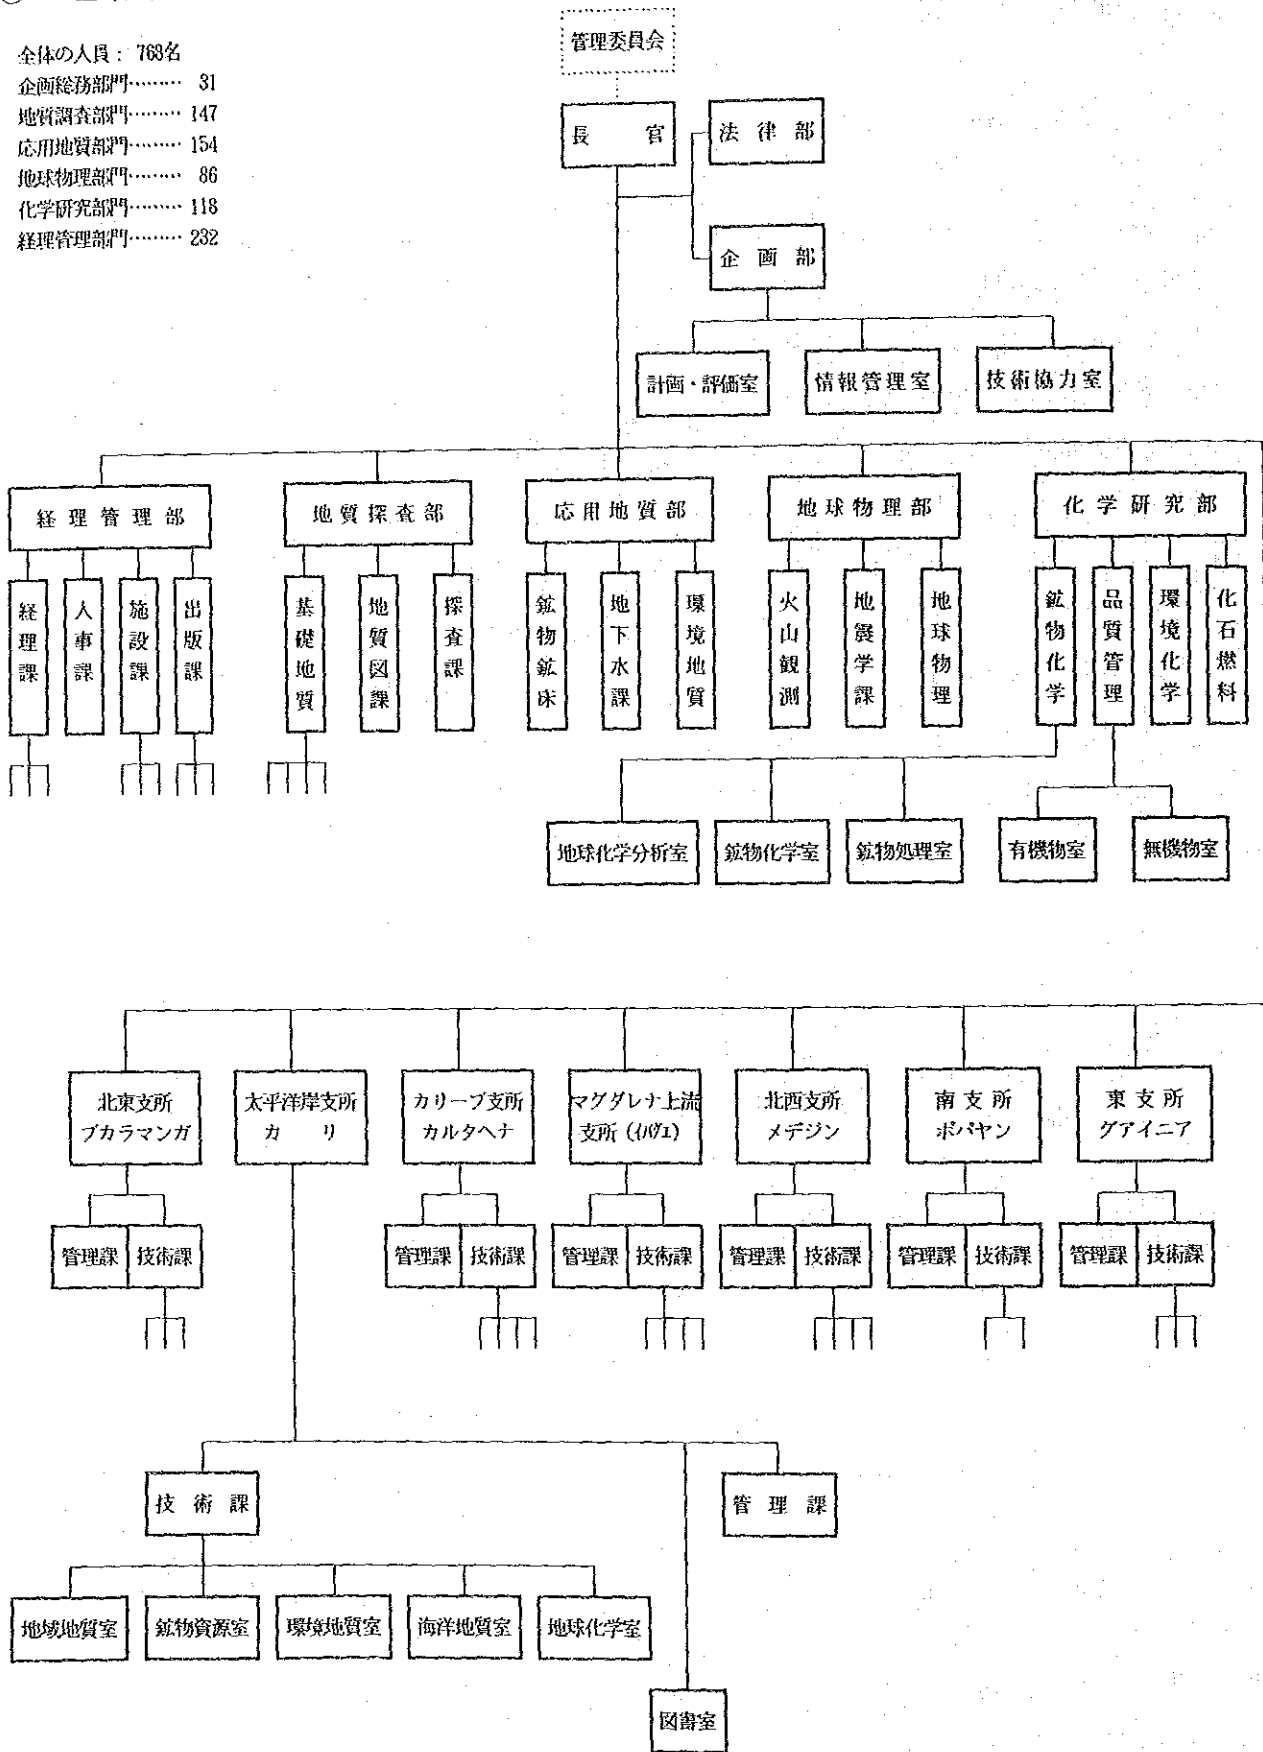 全体の人員： 768名
企画総務部門……… 31
地質調査部門……… 147
応用地質部門……… 154
地球物理部門……… 86
化学研究部門……… 118
経理管理部門……… 232
管理委員会
長 官
法 律 部
企 画 部
計画・評価室
情報管理室
技術協力室
経理管理部
地質探査部
応用地質部
地球物理部
化学研究部
経理課
人事課
施設課
出版課
基礎地質
地質図課
探査課
鉱物鉱床
地下水課
環境地質
火山観測
地震学課
地球物理
鉱物化学
品質管理
環境化学
化石燃料
地球化学分析室
鉱物化学室
鉱物処理室
有機物室
無機物室
北東支所
ブカラマンガ
太平洋岸支所
カ リ
カリーブ支所
カルタヘナ
マグダレナ上流
支所（イバゲェ）
北西支所
メデジン
南支所
ポパヤン
東支所
グアイニア
管理課
技術課
管理課
技術課
管理課
技術課
管理課
技術課
管理課
技術課
管理課
技術課
技 術 課
管 理 課
地域地質室
鉱物資源室
環境地質室
海洋地質室
地球化学室
図書室